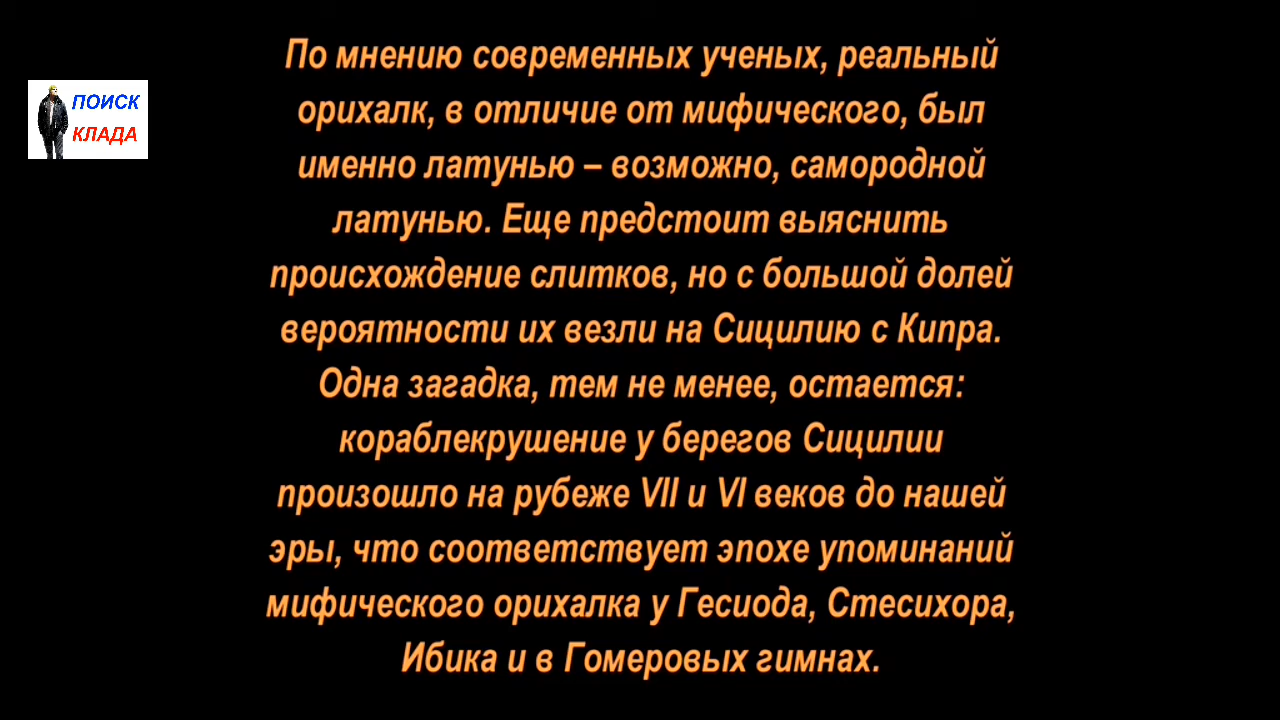 По мнению современных ученых, реальный
орихалк, в отличие от мифического, был
именно латунью – возможно, самородной
латунью. Еще предстоит выяснить
происхождение слитков, но с большой долей
вероятности их везли на Сицилию с Кипра.
Одна загадка, тем не менее, остается:
кораблекрушение у берегов Сицилии
произошло на рубеже VII и VI веков до нашей
эры, что соответствует эпохе упоминаний
мифического орихалка у Гесиода, Стесихора,
Ибика и в Гомеровых гимнах.
ПОИСК
КЛАДА